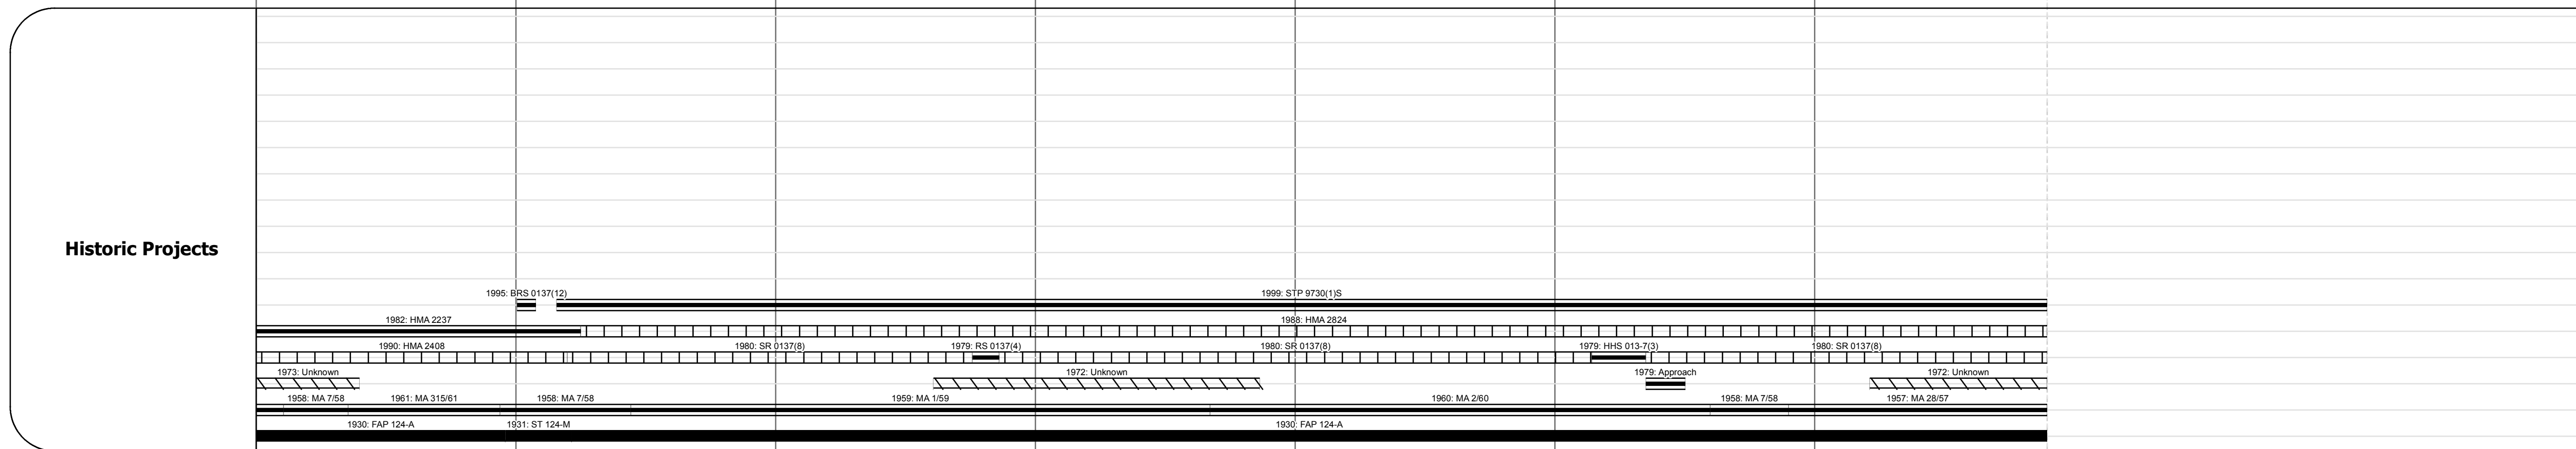 Historic Projects
1995: BRS 0137(12) 1999: STP 9730(1)S
1982: HMA 2237 1988: HMA 2824
1990: HMA 2408 1980: SR 0137(8) 1979: RS 0137(4) 1980: SR 0137(8) 1979: HHS 013-7(3) 1980: SR 0137(8)
1973: Unknown 1972: Unknown 1979: Approach 1972: Unknown
1958: MA 7/58 1961: MA 315/61 1958: MA 7/58 1959: MA 1/59 1960: MA 2/60 1958: MA 7/58 1957: MA 28/57
1930: FAP 124-A 1931: ST 124-M 1930: FAP 124-A